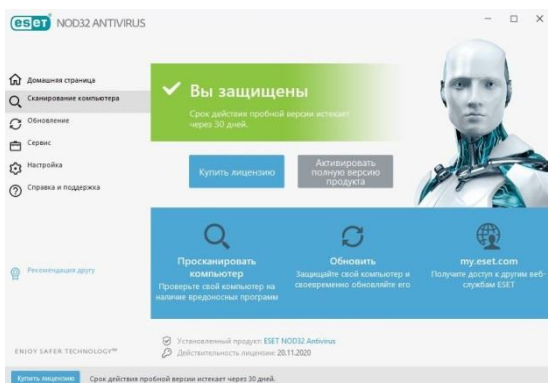 eset NOD32 ANTIVIRUS
Домашная страница
Сканирование компьютера
Обновление
Сервис
Настройка
Справка и поддержка
Рекомендация другу
ENJOY SAFER TECHNOLOGY™
Вы защищены
Срок действия пробной версии истекает
через 30 дней.
Купить лицензию
Активировать
полную версию
продукта
Просканировать
компьютер
Проверьте свой компьютер на
наличие вредоносных программ
Обновить
Защищайте свой компьютер и
своевременно обновляйте его
my.eset.com
Получите доступ к другим веб-
службам ESET
Установленный продукт: ESET NOD32 Antivirus
Действительность лицензии: 20.11.2020
Купить лицензию Срок действия пробной версии истекает через 30 дней.